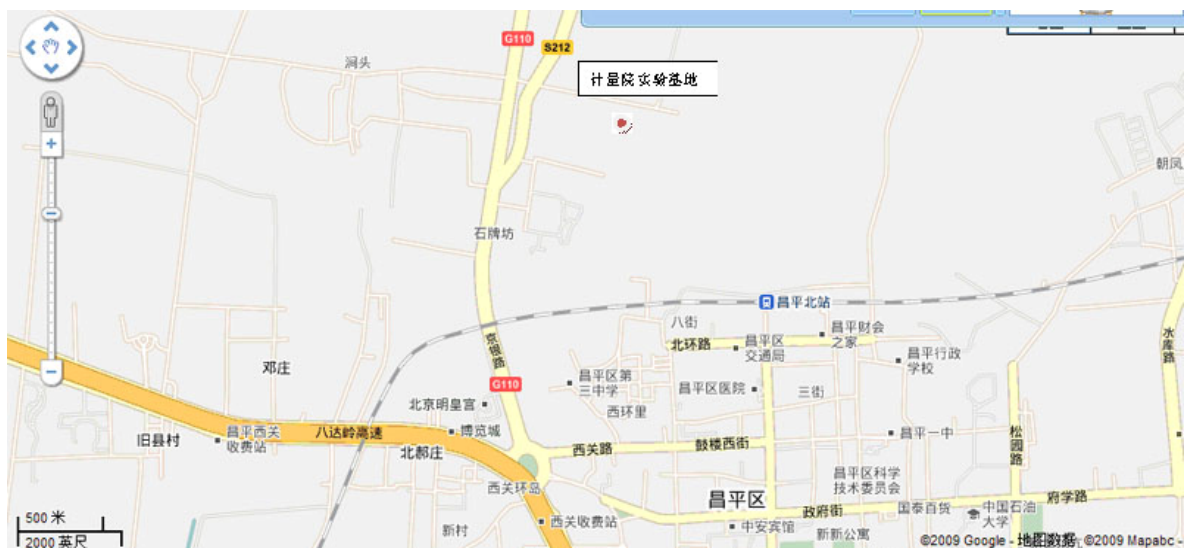 G110
S212
涧头
计量院实验基地
朝凤
石牌坊
昌平北站
八街
昌平财会
之家
水库路
京银路
北环路
昌平区
交通局
昌平行政
学校
邓庄
G110
昌平区第
三中学
昌平区医院
三街
北京明皇宫
西环里
昌平西关
收费站
八达岭高速
博览城
旧县村
北郝庄
西关路
鼓楼西街
昌平一中
松园路
西关环岛
昌平区科学
技术委员会
昌平区
府学路
政府街
国泰百货
中国石油
大学
500 米
2000 英尺
新村
西关收费站
中安宾馆
新新公寓
©2009 Google - 地图数据 ©2009 Mapabc -